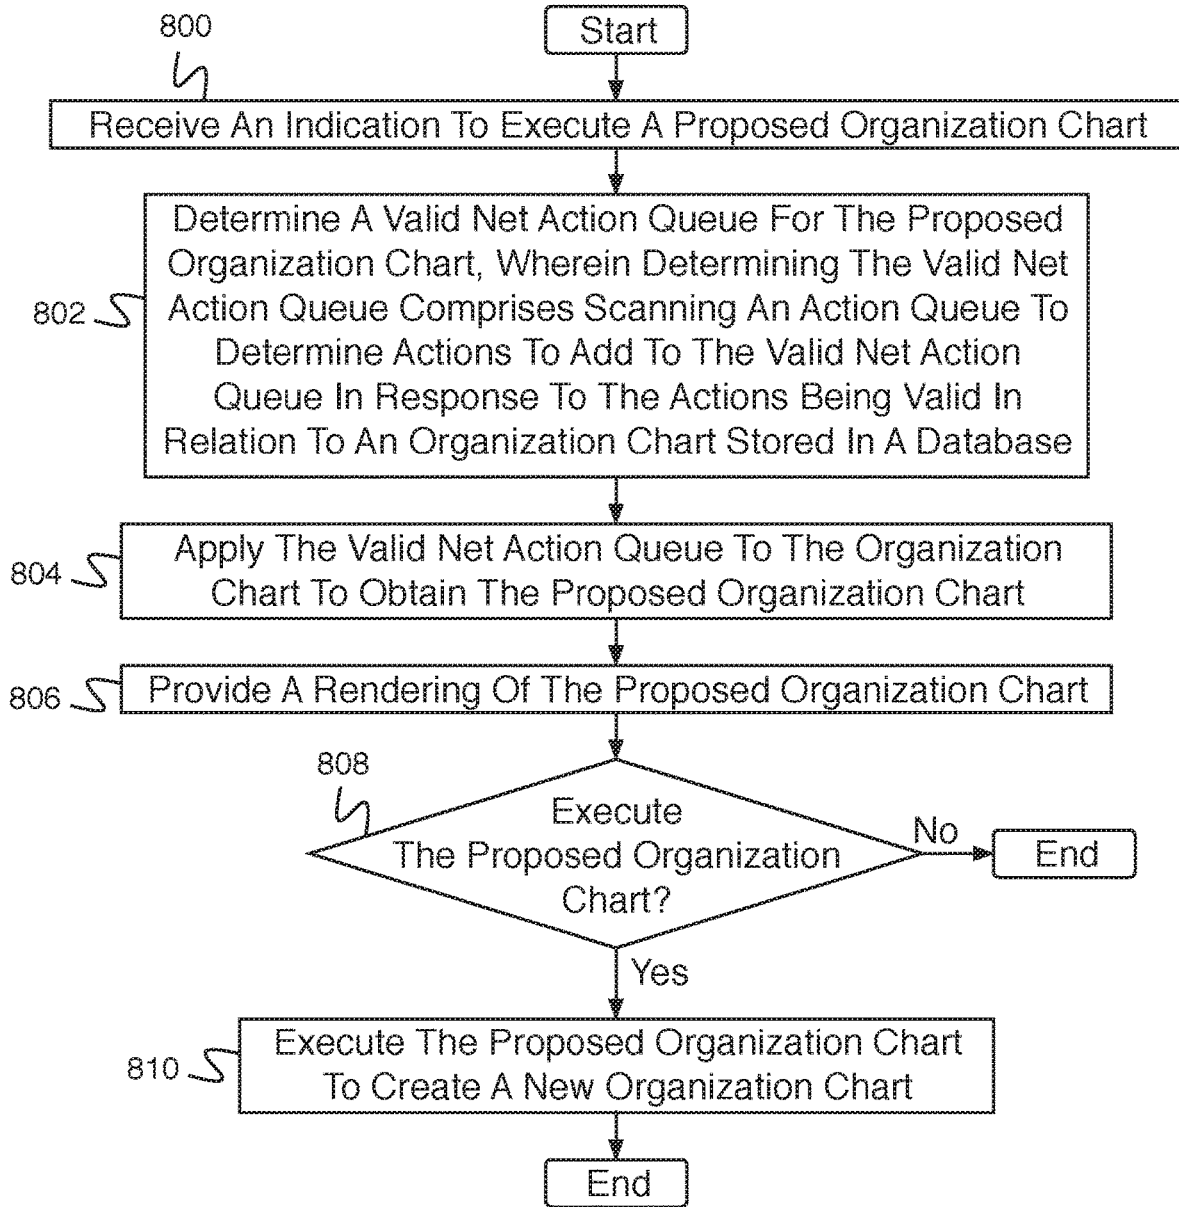 800
Start
Receive An Indication To Execute A Proposed Organization Chart
Determine A Valid Net Action Queue For The Proposed
Organization Chart, Wherein Determining The Valid Net
Action Queue Comprises Scanning An Action Queue To
Determine Actions To Add To The Valid Net Action
Queue In Response To The Actions Being Valid In
Relation To An Organization Chart Stored In A Database
802
Apply The Valid Net Action Queue To The Organization
Chart To Obtain The Proposed Organization Chart
804
Provide A Rendering Of The Proposed Organization Chart
806
808
Execute
The Proposed Organization
Chart?
No
End
Yes
Execute The Proposed Organization Chart
To Create A New Organization Chart
810
End